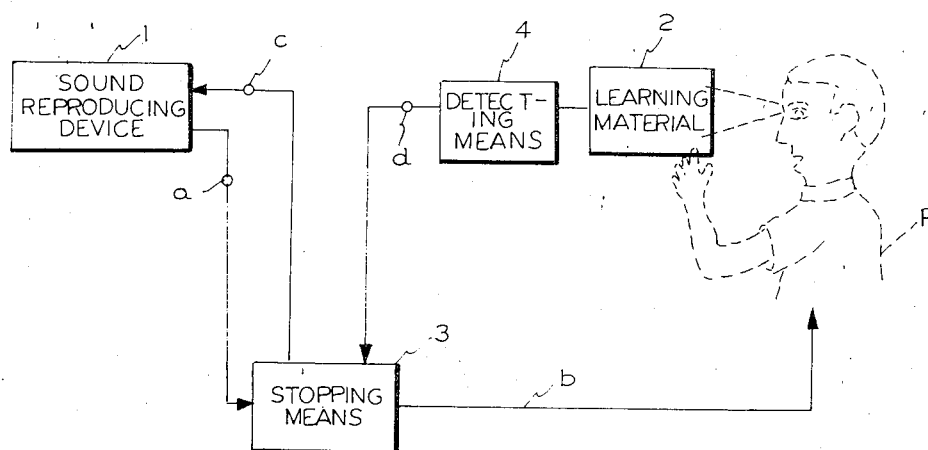 1
c
4
2
SOUND
REPRODUCING
DEVICE
DETECT-
ING
MEANS
LEARNING
MATERIAL
d
a
P
3
STOPPING
MEANS
b